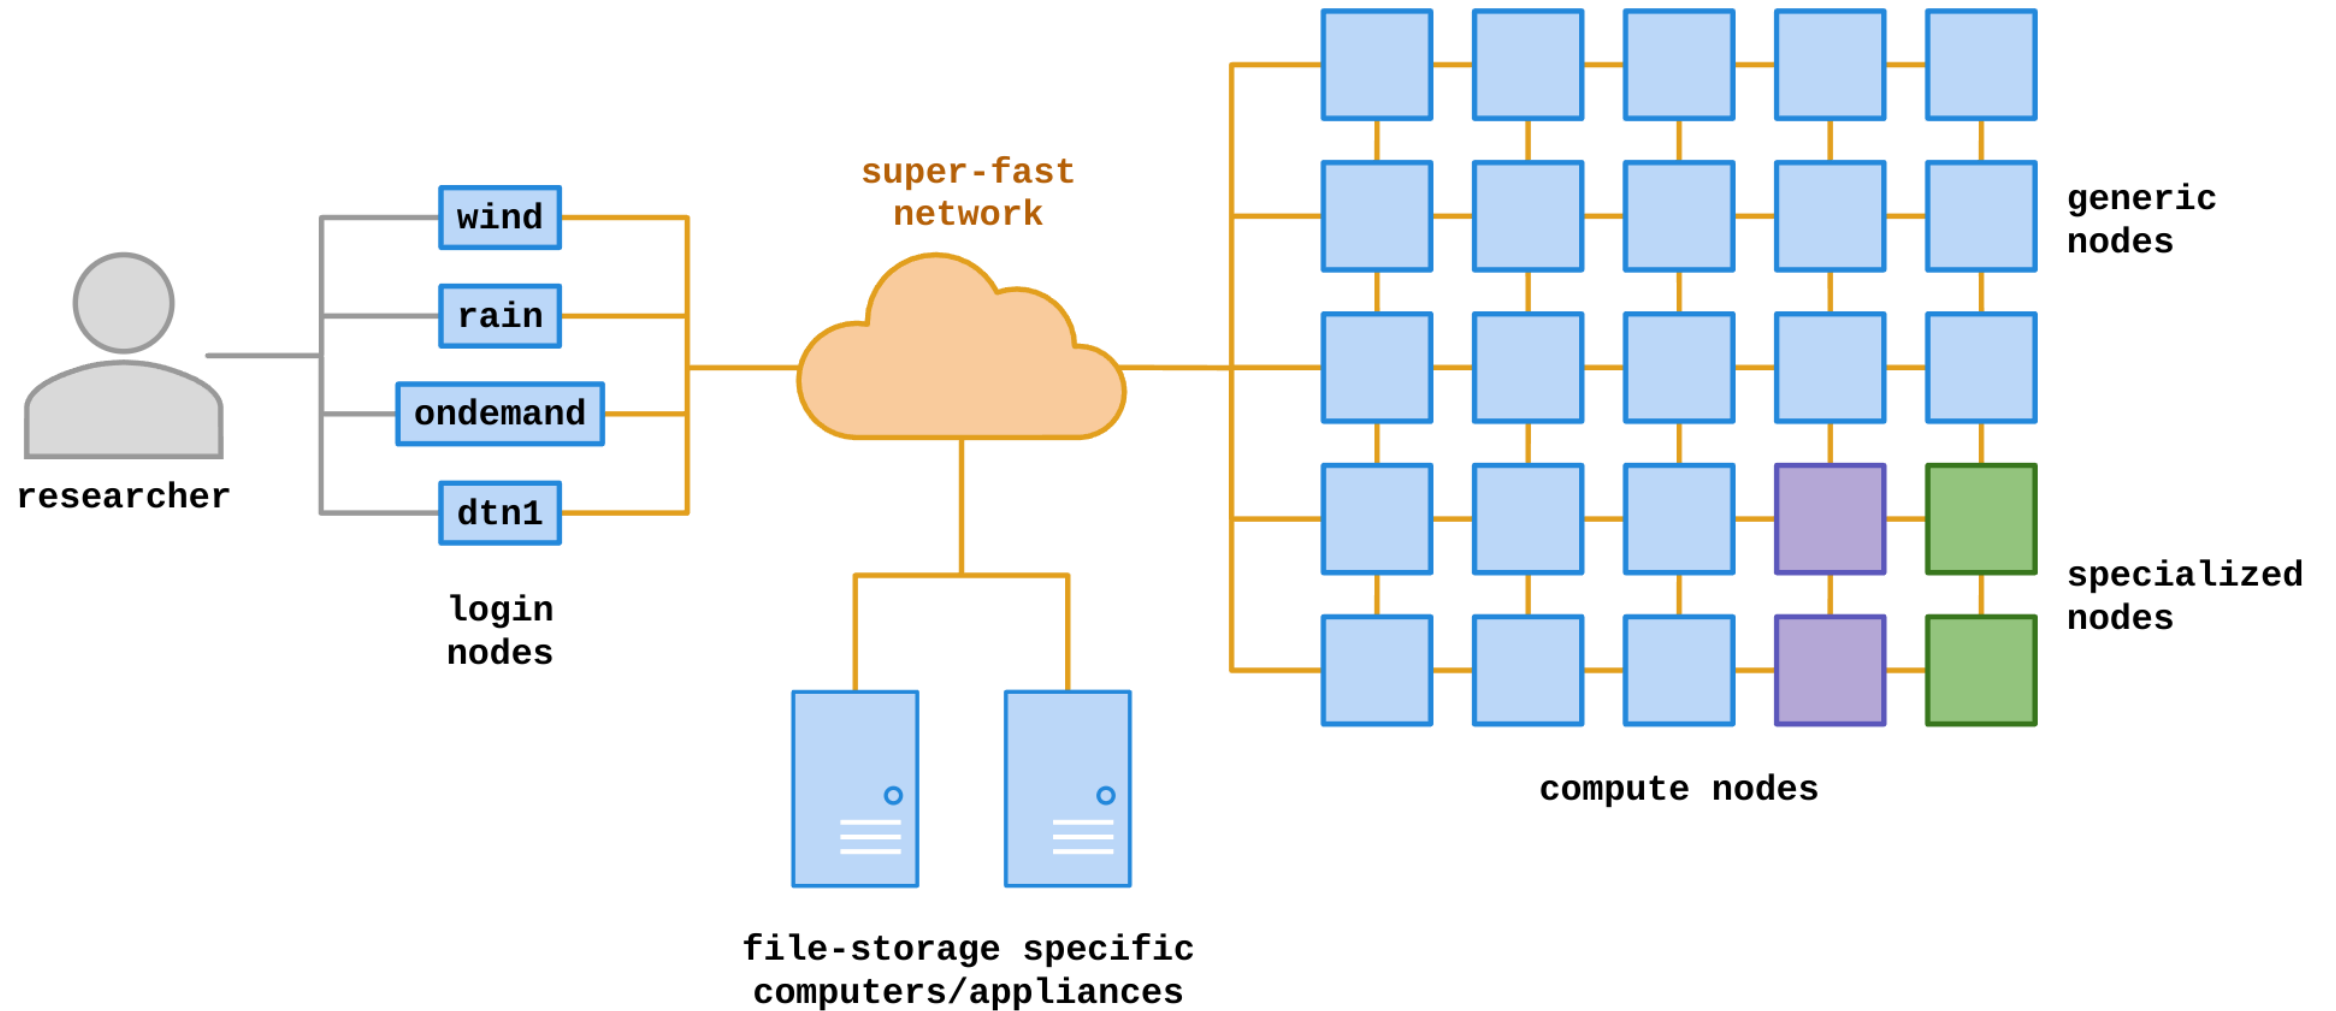 researcher
wind
rain
ondemand
dtn1
login
nodes
super-fast
network
file-storage specific
computers/appliances
generic
nodes
specialized
nodes
compute nodes